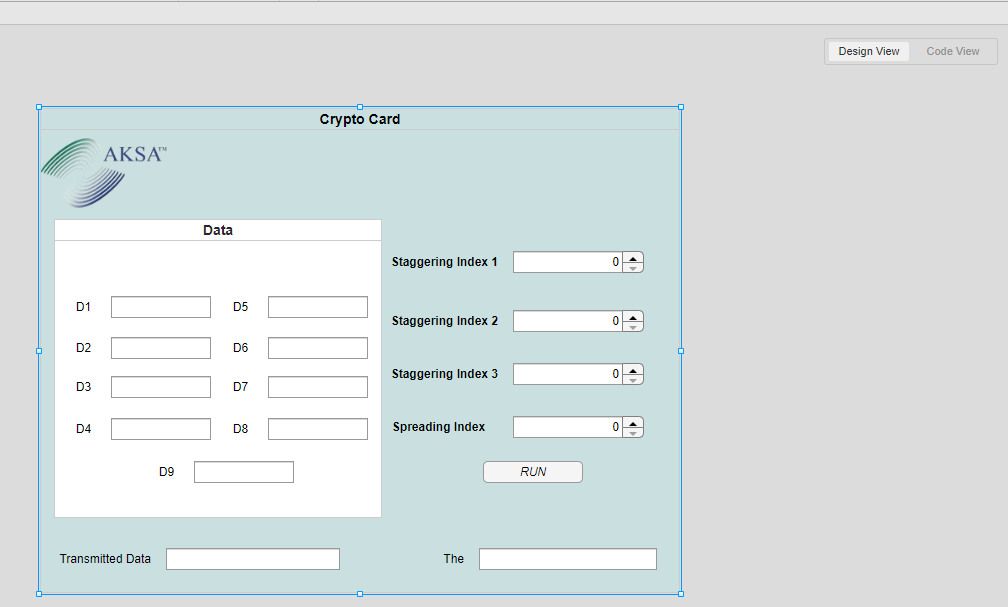 Design View Code View
Crypto Card
AKSA™
Data
Staggering Index 1 0
D1 D5
Staggering Index 2 0
D2 D6
Staggering Index 3 0
D3 D7
D4 D8
Spreading Index 0
D9
RUN
Transmitted Data The